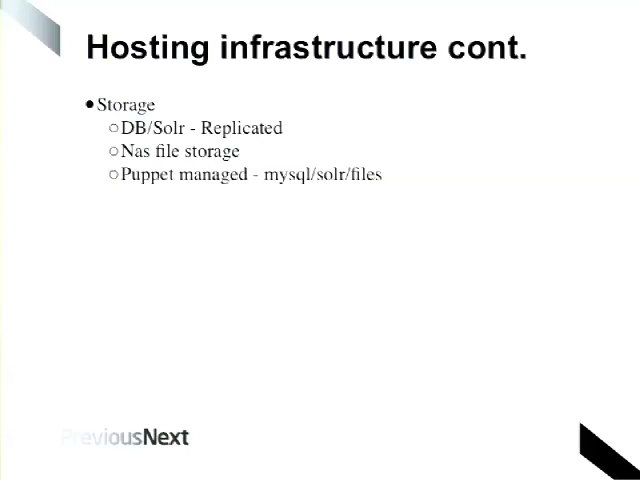 Hosting infrastructure cont.
●Storage
○DB/Solr - Replicated
○Nas file storage
○Puppet managed - mysql/solr/files
PreviousNext